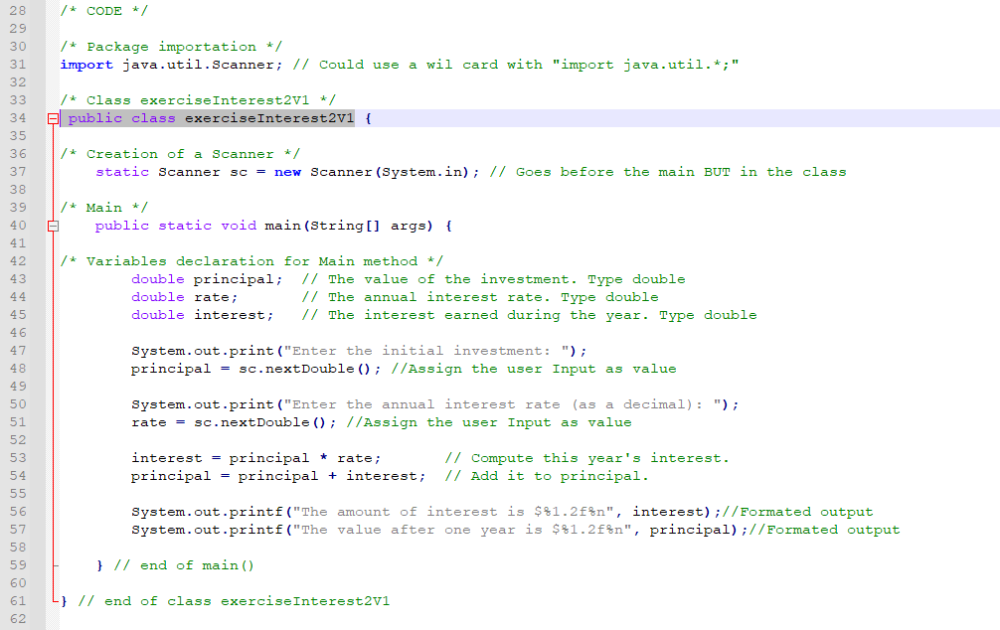 28 /* CODE */
29
30 /* Package importation */
31 import java.util.Scanner; // Could use a wil card with "import java.util.*;"
32
33 /* Class exerciseInterest2V1 */
34 public class exerciseInterest2V1 {
35
36 /* Creation of a Scanner */
37 static Scanner sc = new Scanner(System.in); // Goes before the main BUT in the class
38
39 /* Main */
40 public static void main(String[] args) {
41
42 /* Variables declaration for Main method */
43 double principal; // The value of the investment. Type double
44 double rate; // The annual interest rate. Type double
45 double interest; // The interest earned during the year. Type double
46
47 System.out.print("Enter the initial investment: ");
48 principal = sc.nextDouble(); //Assign the user Input as value
49
50 System.out.print("Enter the annual interest rate (as a decimal): ");
51 rate = sc.nextDouble(); //Assign the user Input as value
52
53 interest = principal * rate; // Compute this year's interest.
54 principal = principal + interest; // Add it to principal.
55
56 System.out.printf("The amount of interest is $%1.2f%n", interest);//Formated output
57 System.out.printf("The value after one year is $%1.2f%n", principal);//Formated output
58
59 } // end of main()
60
61 } // end of class exerciseInterest2V1
62